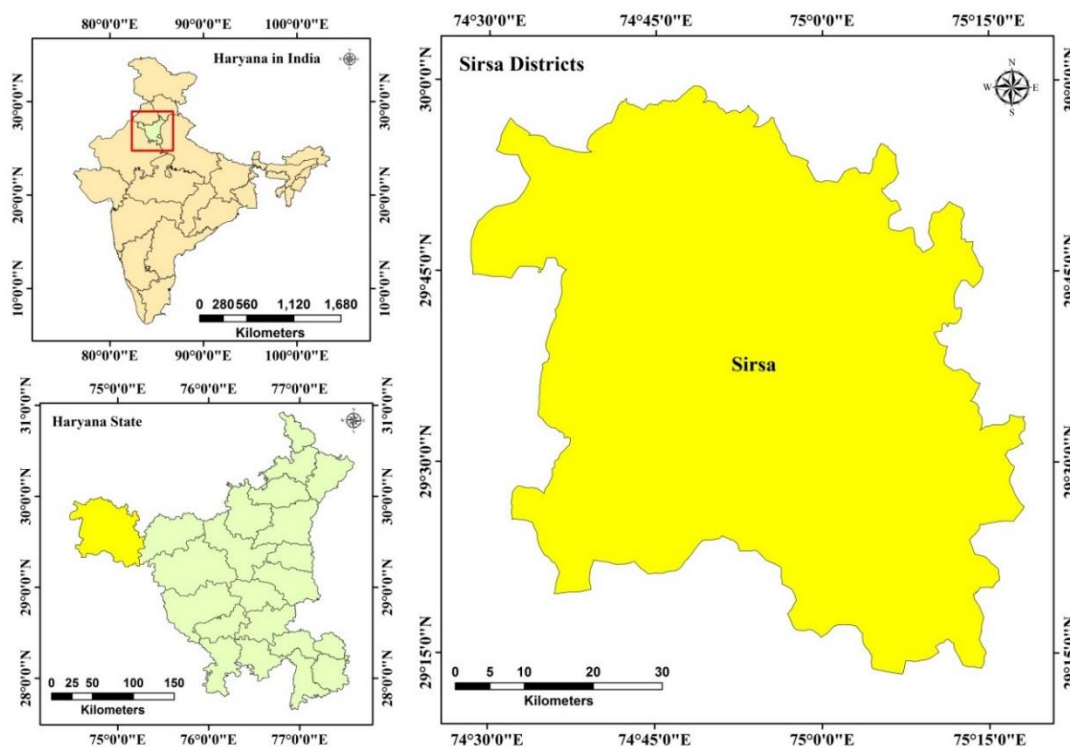 80°0'0"E 90°0'0"E 100°0'0"E
Haryana in India
30°0'0"N 30°0'0"N
20°0'0"N 20°0'0"N
10°0'0"N 10°0'0"N
0 280560 1,120 1,680
Kilometers
80°0'0"E 90°0'0"E 100°0'0"E
75°0'0"E 76°0'0"E 77°0'0"E
Haryana State
31°0'0"N 31°0'0"N
30°0'0"N 30°0'0"N
29°0'0"N 29°0'0"N
28°0'0"N 28°0'0"N
0 25 50 100 150
Kilometers
75°0'0"E 76°0'0"E 77°0'0"E
74°30'0"E 74°45'0"E 75°0'0"E 75°15'0"E
Sirsa Districts
N
W E
S
30°0'0"N 30°0'0"N
29°45'0"N 29°45'0"N
Sirsa
29°30'0"N 29°30'0"N
29°15'0"N 29°15'0"N
0 5 10 20 30
Kilometers
74°30'0"E 74°45'0"E 75°0'0"E 75°15'0"E